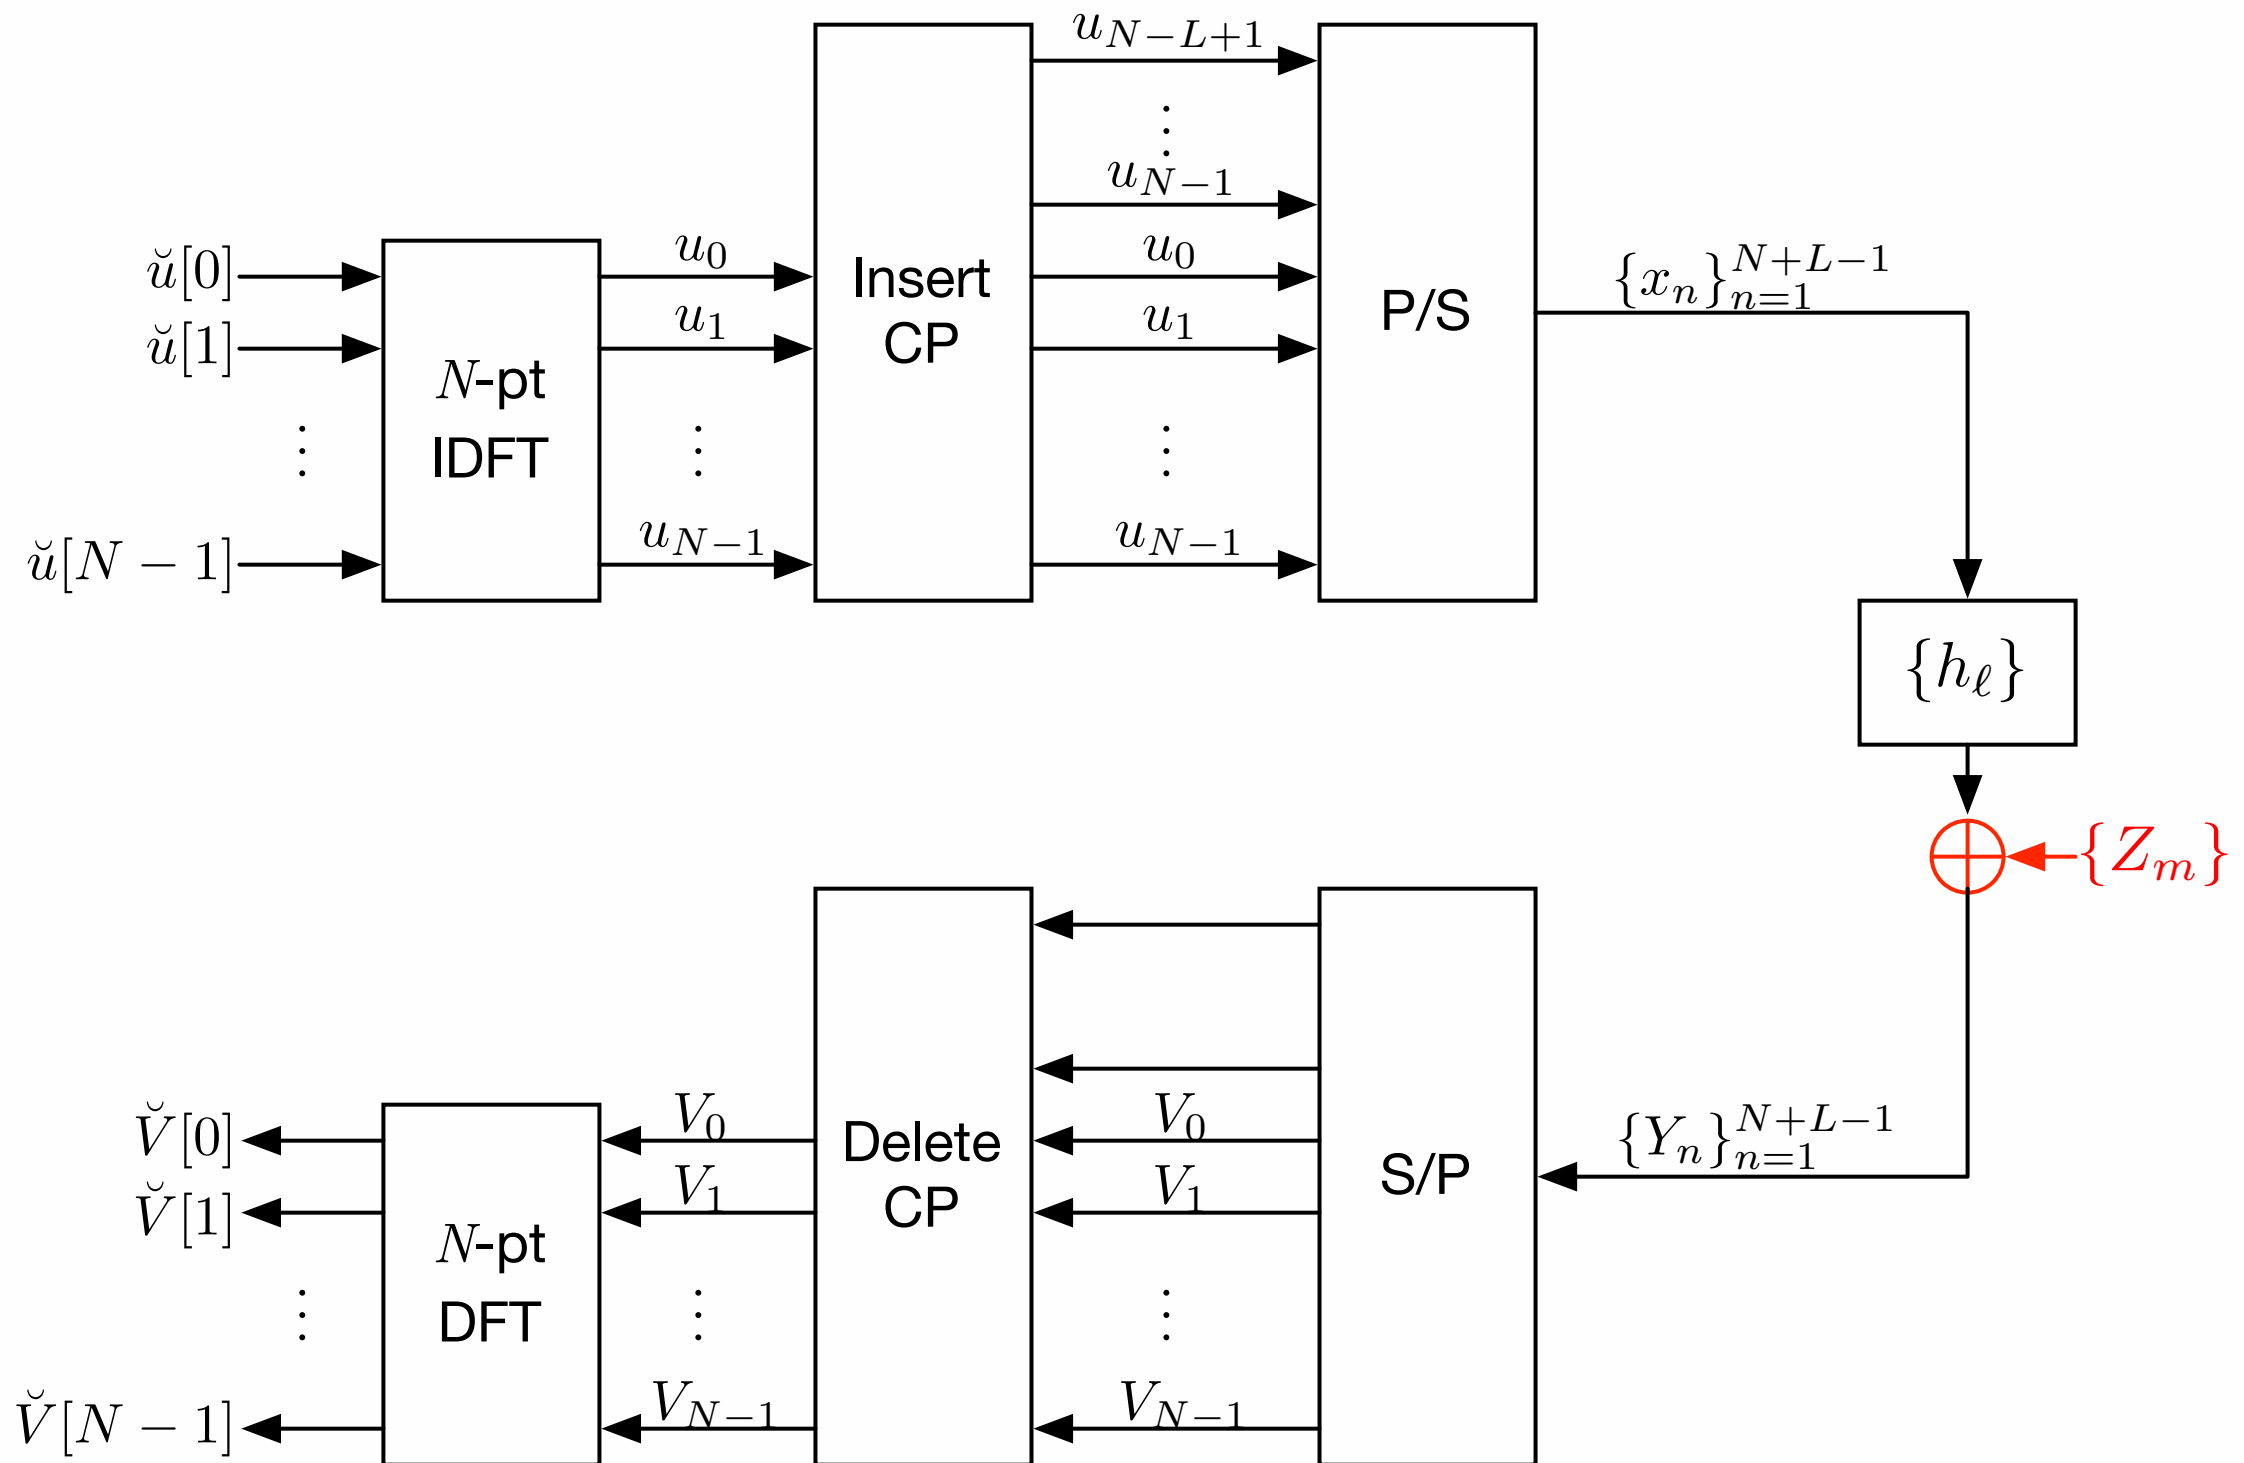 u_{N-L+1}
⋮
u_{N-1}
ŭ[0] u_0 Insert CP u_0 P/S {x_n}_{n=1}^{N+L-1}
ŭ[1] u_1 u_1
N-pt
IDFT
⋮ ⋮ ⋮
ŭ[N − 1] u_{N-1} u_{N-1}
{h_ℓ}
{Z_m}
V̆[0] V_0 Delete CP V_0 {Y_n}_{n=1}^{N+L-1}
V̆[1] V_1 V_1 S/P
N-pt
DFT
⋮ ⋮ ⋮
V̆[N − 1] V_{N-1} V_{N-1}